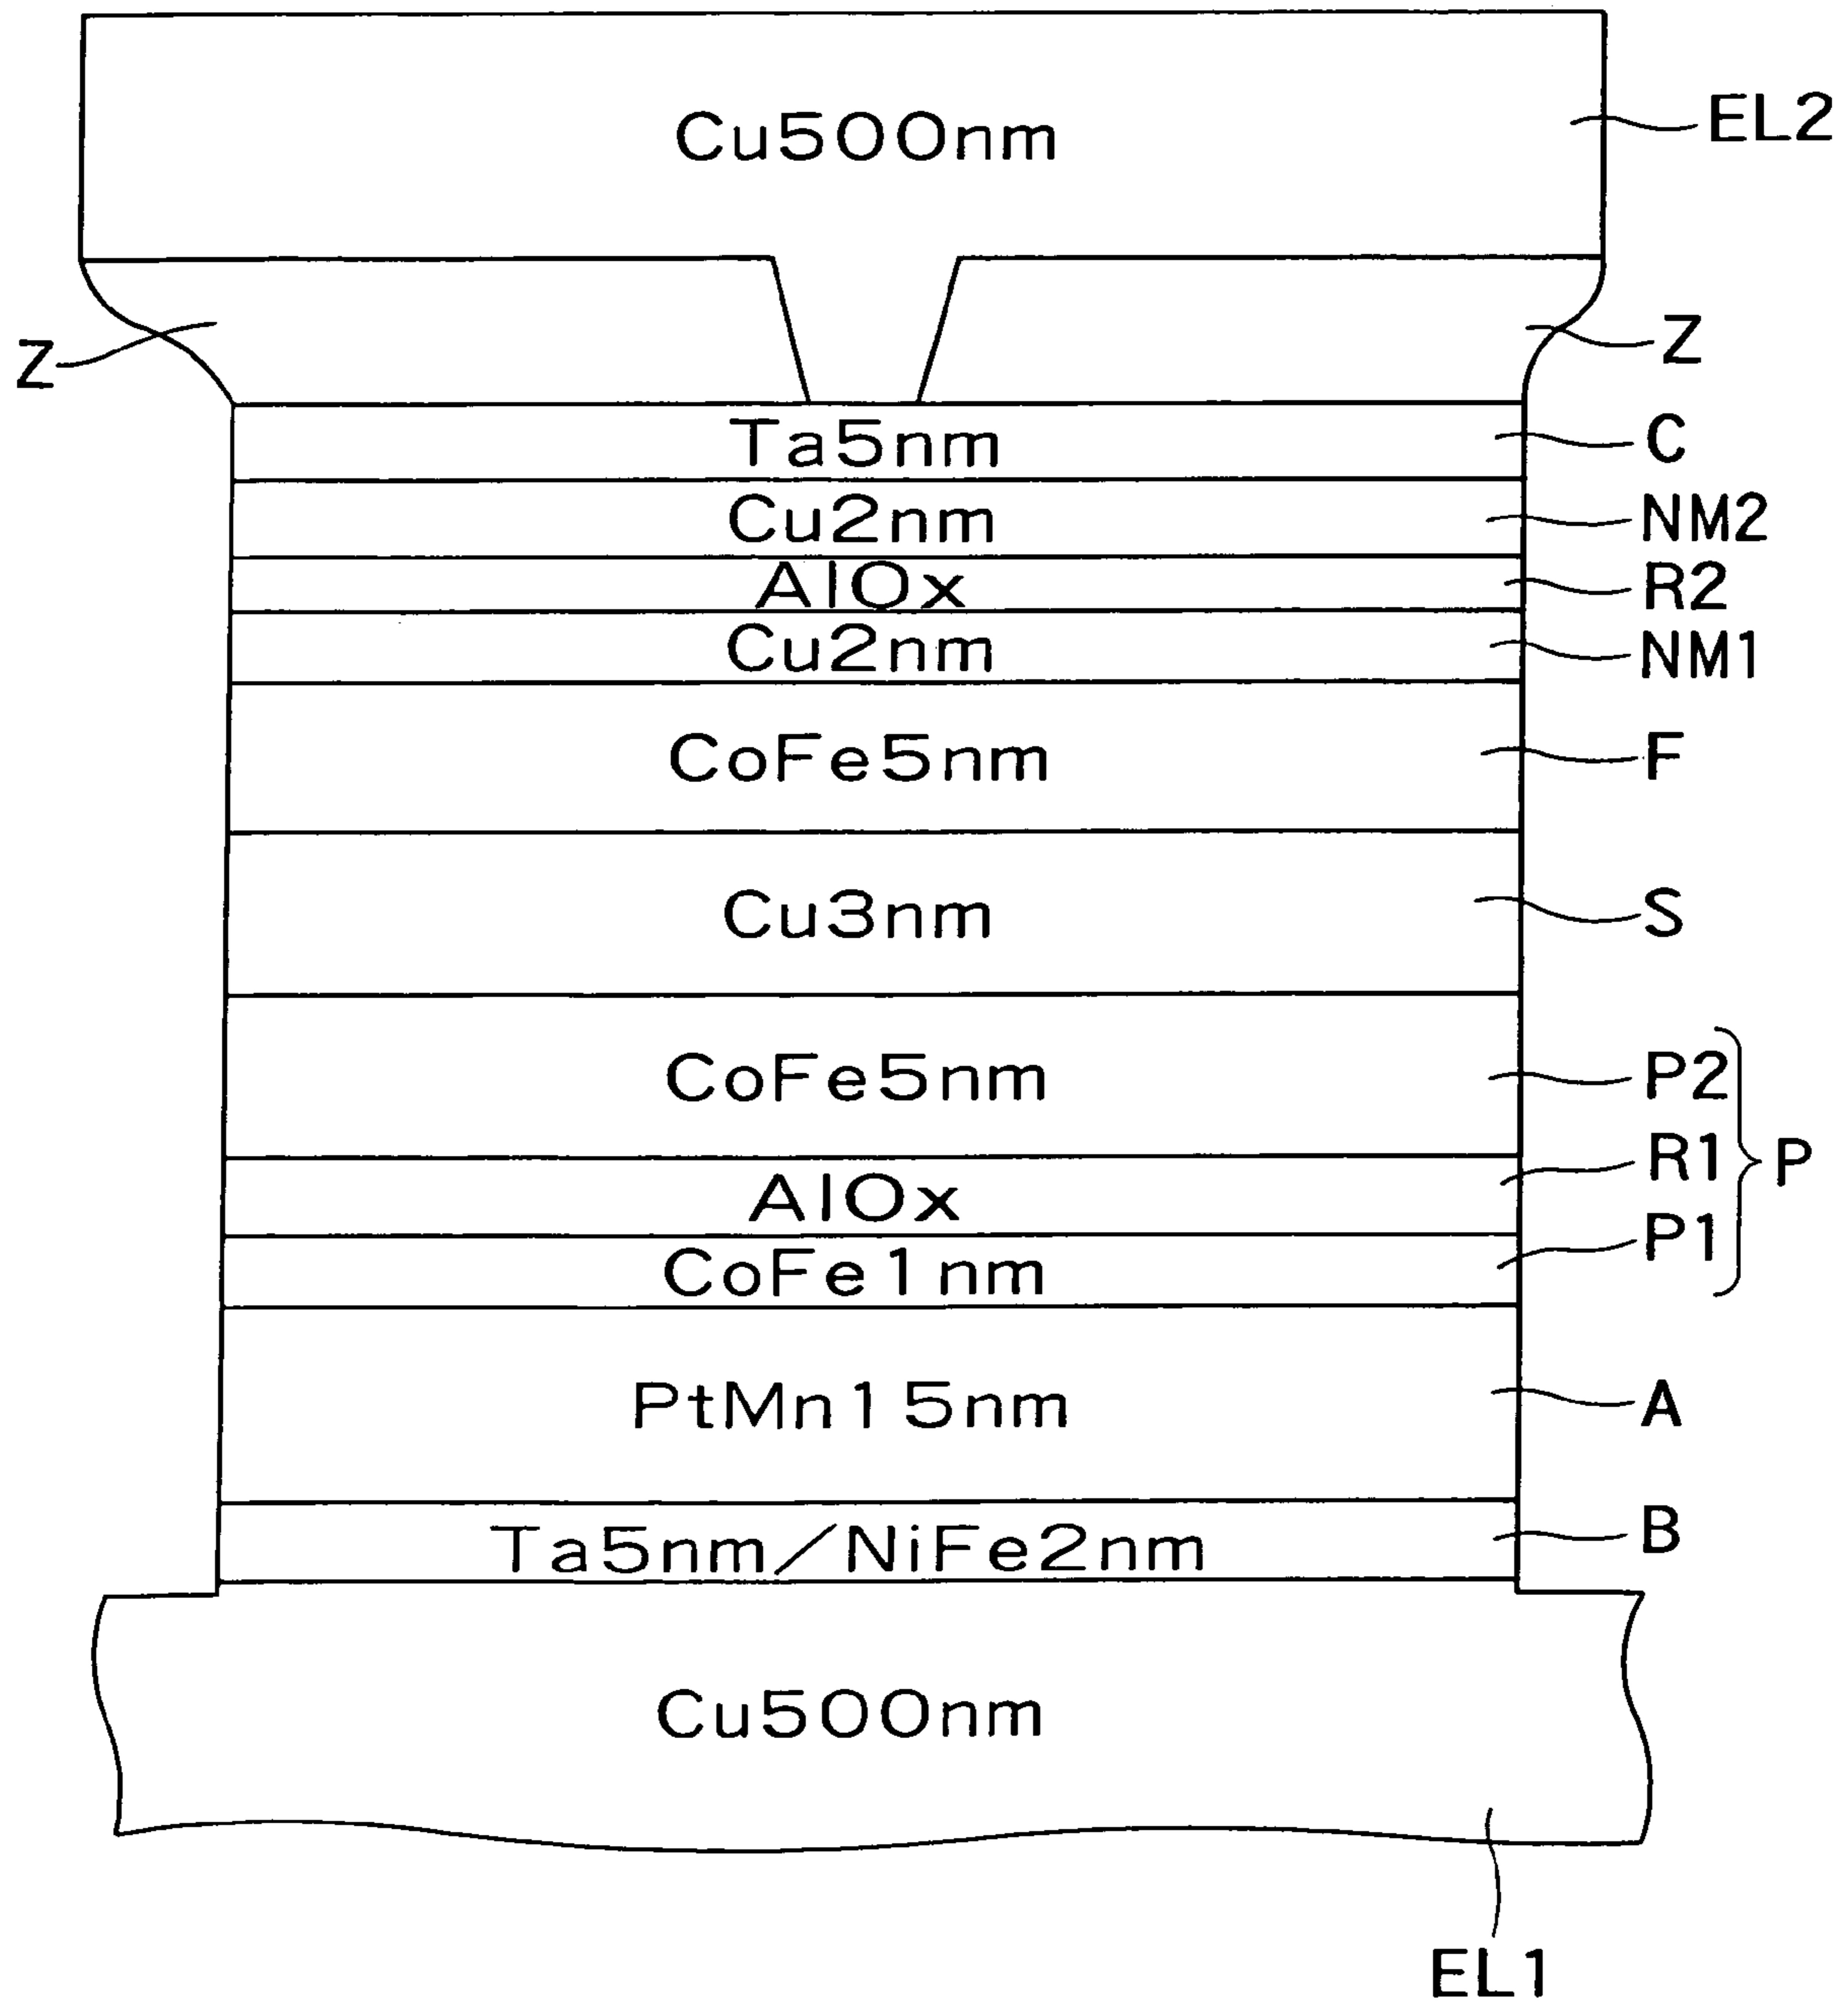 Cu500nm
EL2
Z
Z
Ta5nm
C
Cu2nm
NM2
AlOx
R2
Cu2nm
NM1
CoFe5nm
F
Cu3nm
S
CoFe5nm
P2
AlOx
R1
P
CoFe1nm
P1
PtMn15nm
A
Ta5nm/NiFe2nm
B
Cu500nm
EL1